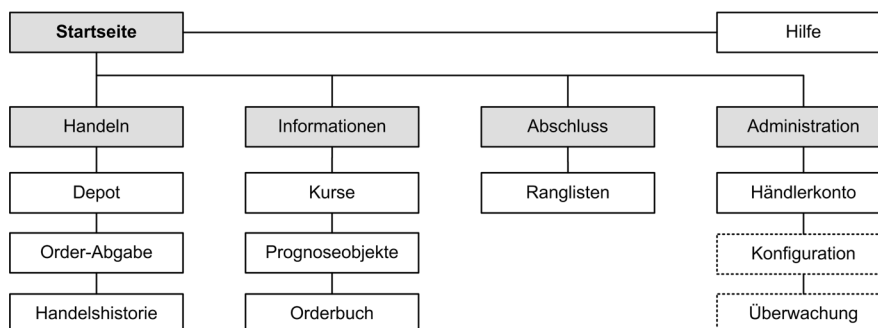 Startseite
Hilfe
Handeln
Informationen
Abschluss
Administration
Depot
Kurse
Ranglisten
Händlerkonto
Order-Abgabe
Prognoseobjekte
Konfiguration
Handelshistorie
Orderbuch
Überwachung